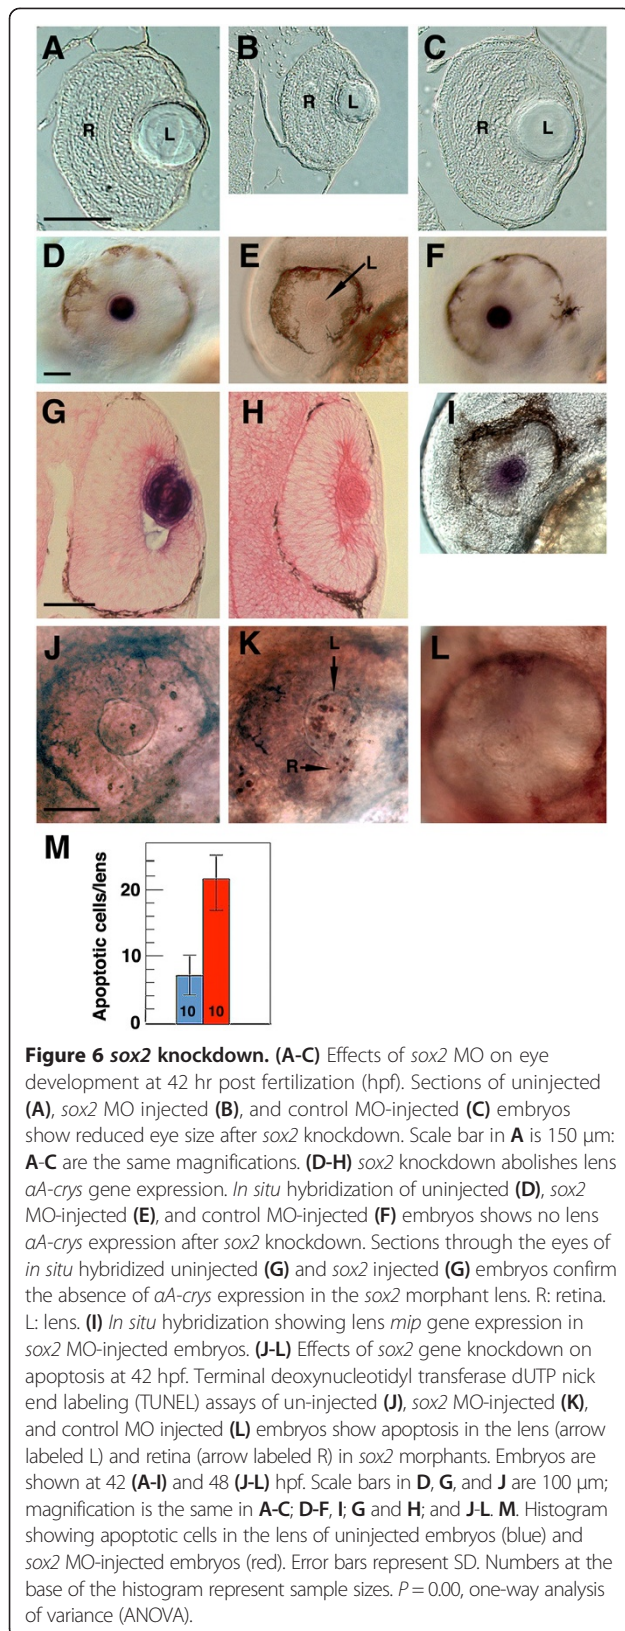 A
B
C
R
L
R
L
R
L
D
E
F
L
G
H
I
J
K
L
L
R
M
Apoptotic cells/lens
20
10
0
10
10
Figure 6 sox2 knockdown. (A-C) Effects of sox2 MO on eye
development at 42 hr post fertilization (hpf). Sections of uninjected
(A), sox2 MO injected (B), and control MO-injected (C) embryos
show reduced eye size after sox2 knockdown. Scale bar in A is 150 μm:
A-C are the same magnifications. (D-H) sox2 knockdown abolishes lens
αA-crys gene expression. In situ hybridization of uninjected (D), sox2
MO-injected (E), and control MO-injected (F) embryos shows no lens
αA-crys expression after sox2 knockdown. Sections through the eyes of
in situ hybridized uninjected (G) and sox2 injected (G) embryos confirm
the absence of αA-crys expression in the sox2 morphant lens. R: retina.
L: lens. (I) In situ hybridization showing lens mip gene expression in
sox2 MO-injected embryos. (J-L) Effects of sox2 gene knockdown on
apoptosis at 42 hpf. Terminal deoxynucleotidyl transferase dUTP nick
end labeling (TUNEL) assays of un-injected (J), sox2 MO-injected (K),
and control MO injected (L) embryos show apoptosis in the lens (arrow
labeled L) and retina (arrow labeled R) in sox2 morphants. Embryos are
shown at 42 (A-I) and 48 (J-L) hpf. Scale bars in D, G, and J are 100 μm;
magnification is the same in A-C; D-F, I; G and H; and J-L. M. Histogram
showing apoptotic cells in the lens of uninjected embryos (blue) and
sox2 MO-injected embryos (red). Error bars represent SD. Numbers at the
base of the histogram represent sample sizes. P = 0.00, one-way analysis
of variance (ANOVA).